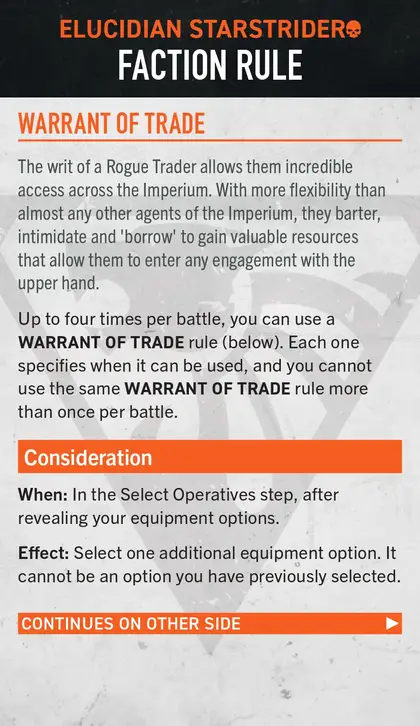 ELUCIDIAN STARSTRIDER
FACTION RULE
WARRANT OF TRADE
The writ of a Rogue Trader allows them incredible
access across the Imperium. With more flexibility than
almost any other agents of the Imperium, they barter,
intimidate and 'borrow' to gain valuable resources
that allow them to enter any engagement with the
upper hand.
Up to four times per battle, you can use a
WARRANT OF TRADE rule (below). Each one
specifies when it can be used, and you cannot
use the same WARRANT OF TRADE rule more
than once per battle.
Consideration
When: In the Select Operatives step, after
revealing your equipment options.
Effect: Select one additional equipment option. It
cannot be an option you have previously selected.
CONTINUES ON OTHER SIDE